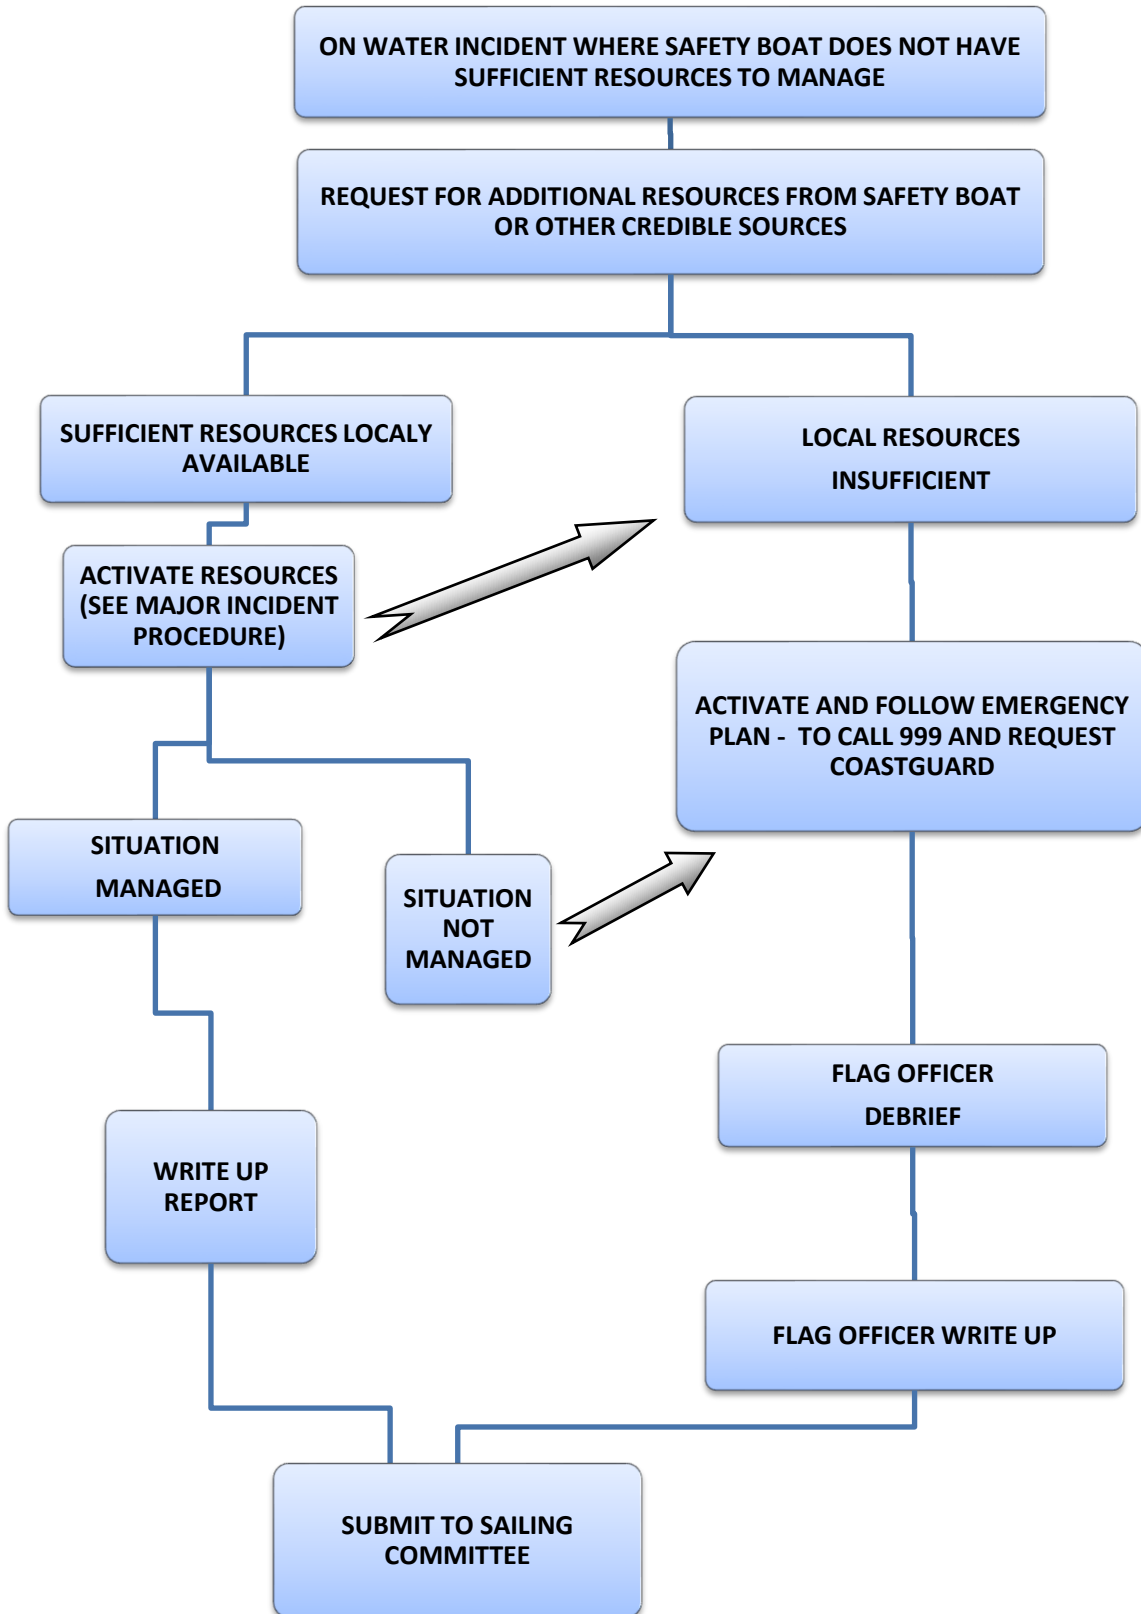 ON WATER INCIDENT WHERE SAFETY BOAT DOES NOT HAVE
SUFFICIENT RESOURCES TO MANAGE
REQUEST FOR ADDITIONAL RESOURCES FROM SAFETY BOAT
OR OTHER CREDIBLE SOURCES
SUFFICIENT RESOURCES LOCALY
AVAILABLE
LOCAL RESOURCES
INSUFFICIENT
ACTIVATE RESOURCES
(SEE MAJOR INCIDENT
PROCEDURE)
ACTIVATE AND FOLLOW EMERGENCY
PLAN - TO CALL 999 AND REQUEST
COASTGUARD
SITUATION
MANAGED
SITUATION
NOT
MANAGED
FLAG OFFICER
DEBRIEF
WRITE UP
REPORT
FLAG OFFICER WRITE UP
SUBMIT TO SAILING
COMMITTEE